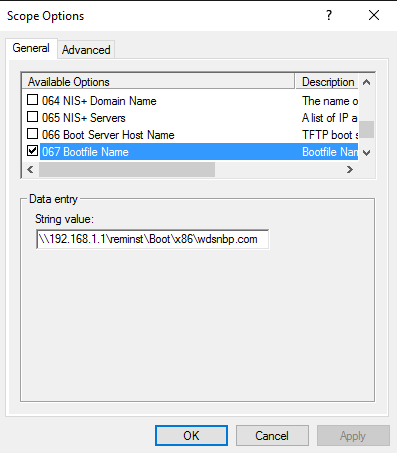 Scope Options
General
Advanced
Available Options
Description
064 NIS+ Domain Name
The name o
065 NIS+ Servers
A list of IP a
066 Boot Server Host Name
TFTP boot s
067 Bootfile Name
Bootfile Nan
Data entry
String value:
\\192.168.1.1\reminst\Boot\x86\wdsnbp.com
OK
Cancel
Apply